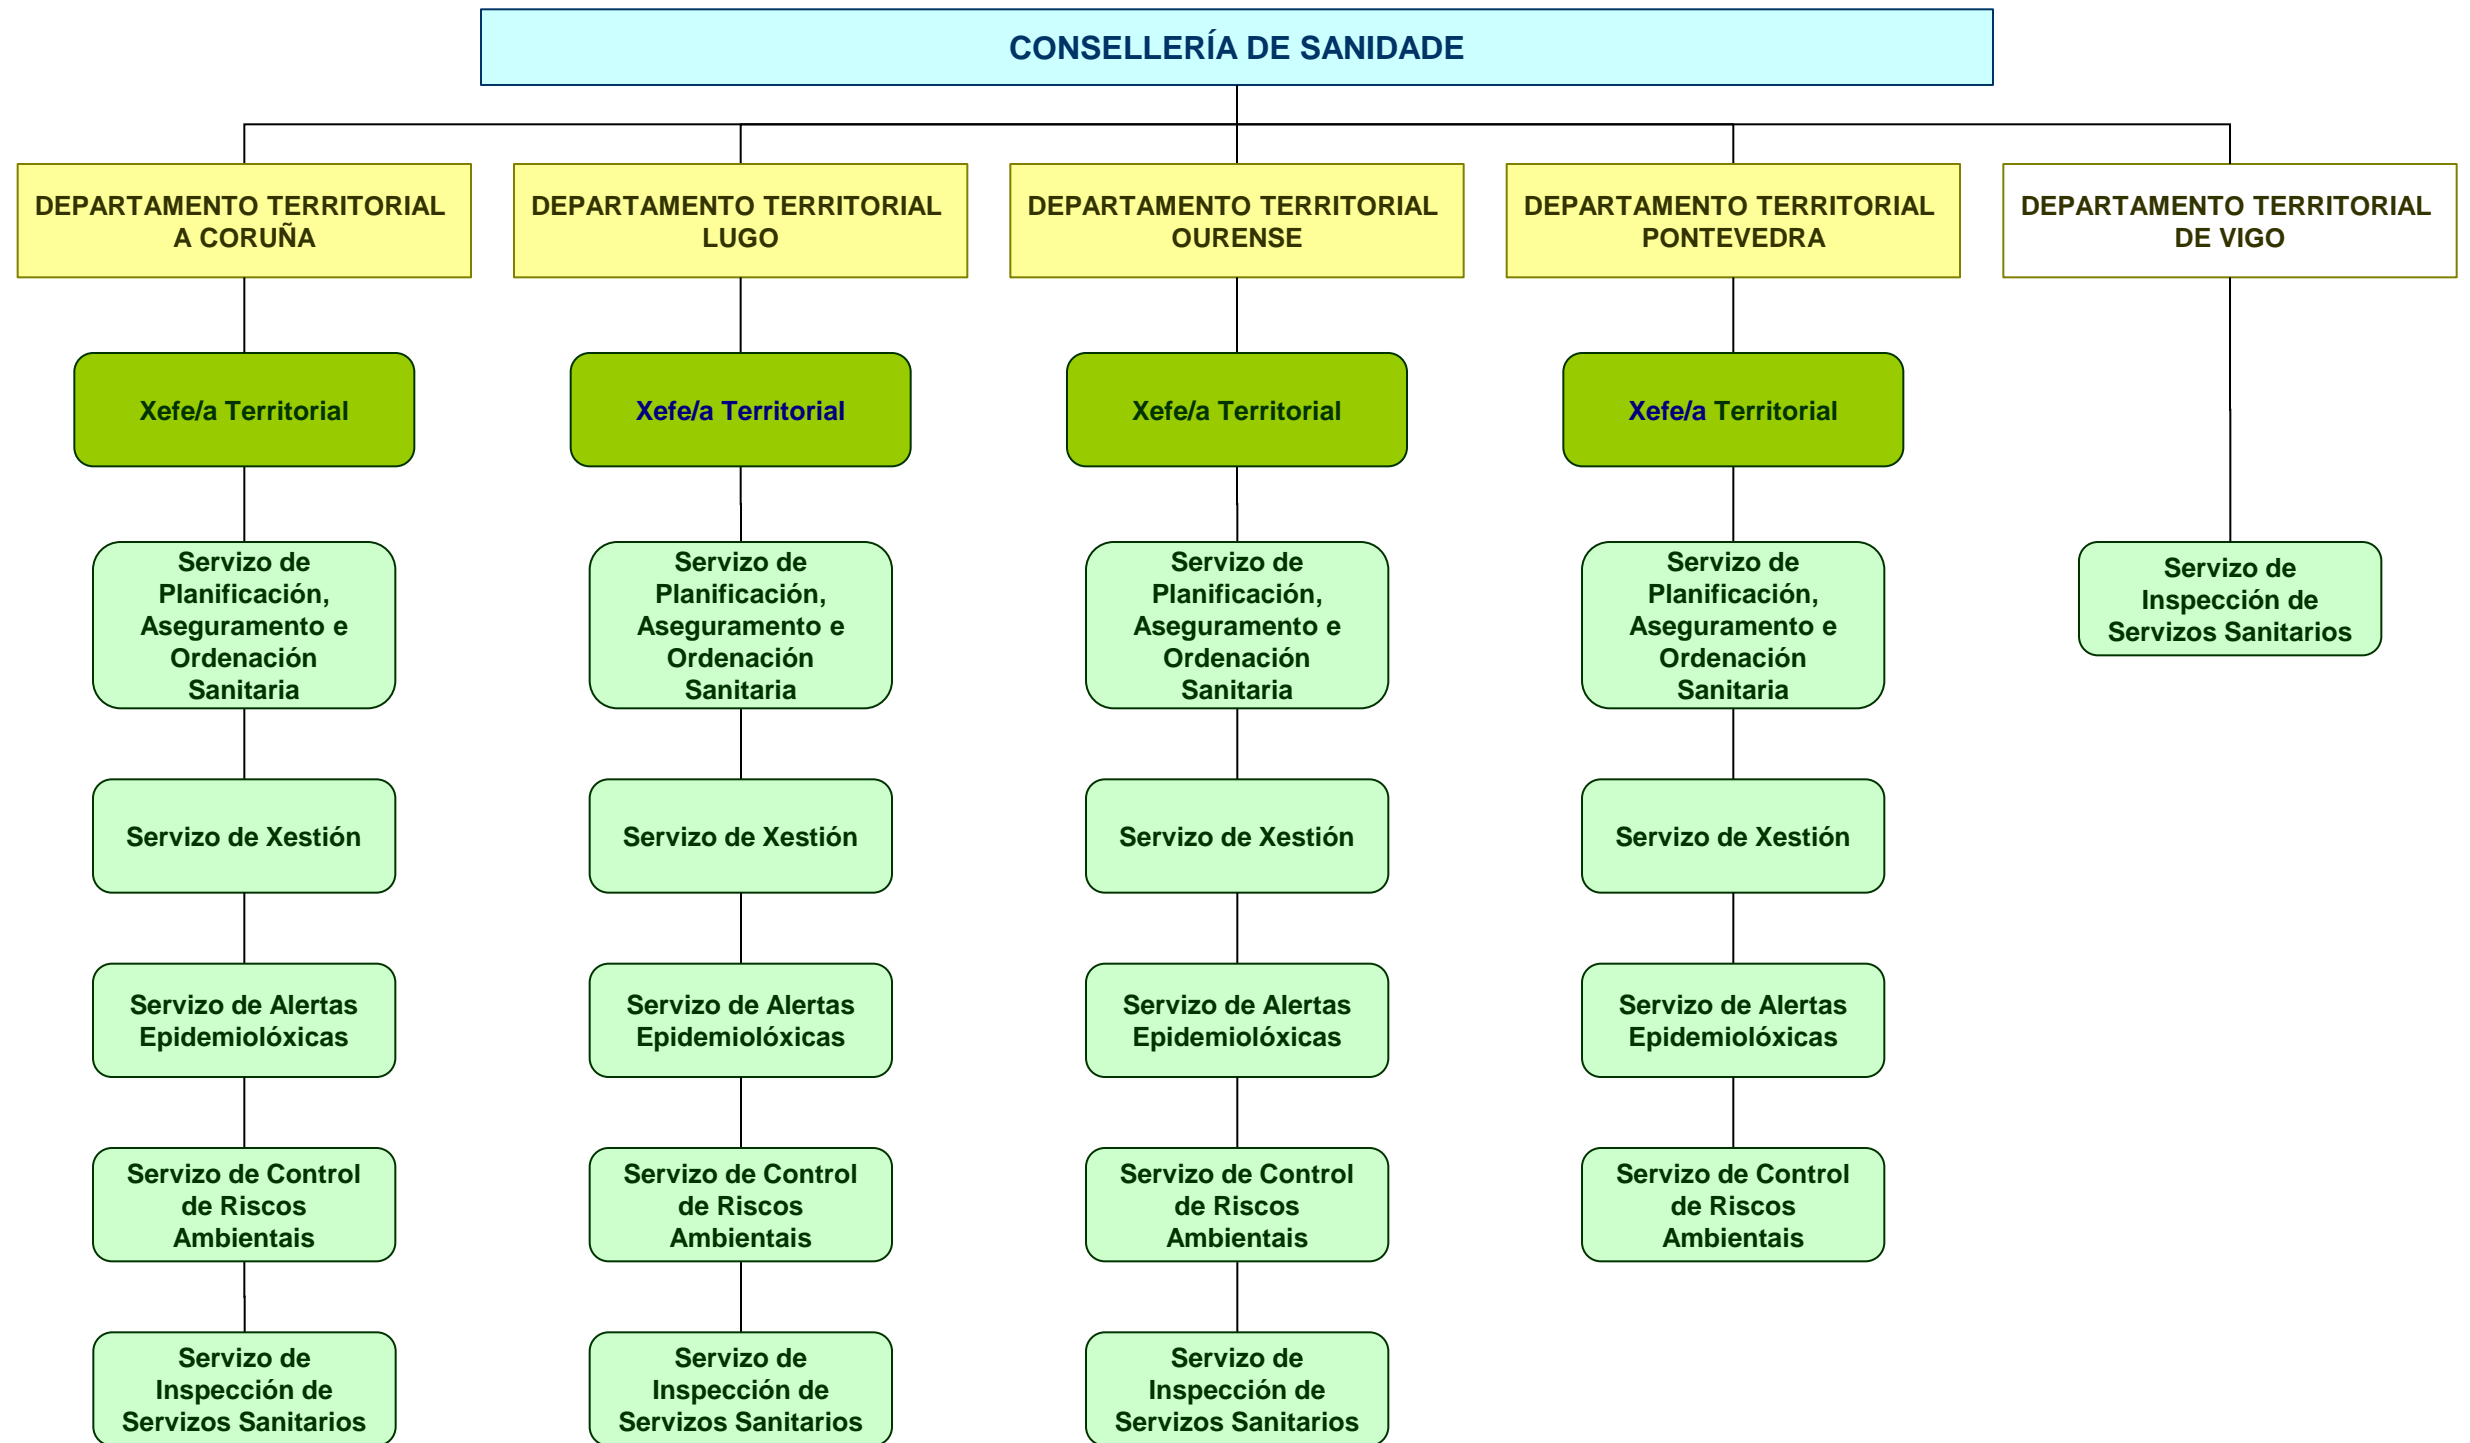 CONSELLERÍA DE SANIDADE
DEPARTAMENTO TERRITORIAL
A CORUÑA
Xefe/a Territorial
Servizo de
Planificación,
Aseguramento e
Ordenación
Sanitaria
Servizo de Xestión
Servizo de Alertas
Epidemiolóxicas
Servizo de Control
de Riscos
Ambientais
Servizo de
Inspección de
Servizos Sanitarios
DEPARTAMENTO TERRITORIAL
LUGO
Xefe/a Territorial
Servizo de
Planificación,
Aseguramento e
Ordenación
Sanitaria
Servizo de Xestión
Servizo de Alertas
Epidemiolóxicas
Servizo de Control
de Riscos
Ambientais
Servizo de
Inspección de
Servizos Sanitarios
DEPARTAMENTO TERRITORIAL
OURENSE
Xefe/a Territorial
Servizo de
Planificación,
Aseguramento e
Ordenación
Sanitaria
Servizo de Xestión
Servizo de Alertas
Epidemiolóxicas
Servizo de Control
de Riscos
Ambientais
Servizo de
Inspección de
Servizos Sanitarios
DEPARTAMENTO TERRITORIAL
PONTEVEDRA
Xefe/a Territorial
Servizo de
Planificación,
Aseguramento e
Ordenación
Sanitaria
Servizo de Xestión
Servizo de Alertas
Epidemiolóxicas
Servizo de Control
de Riscos
Ambientais
DEPARTAMENTO TERRITORIAL
DE VIGO
Servizo de
Inspección de
Servizos Sanitarios